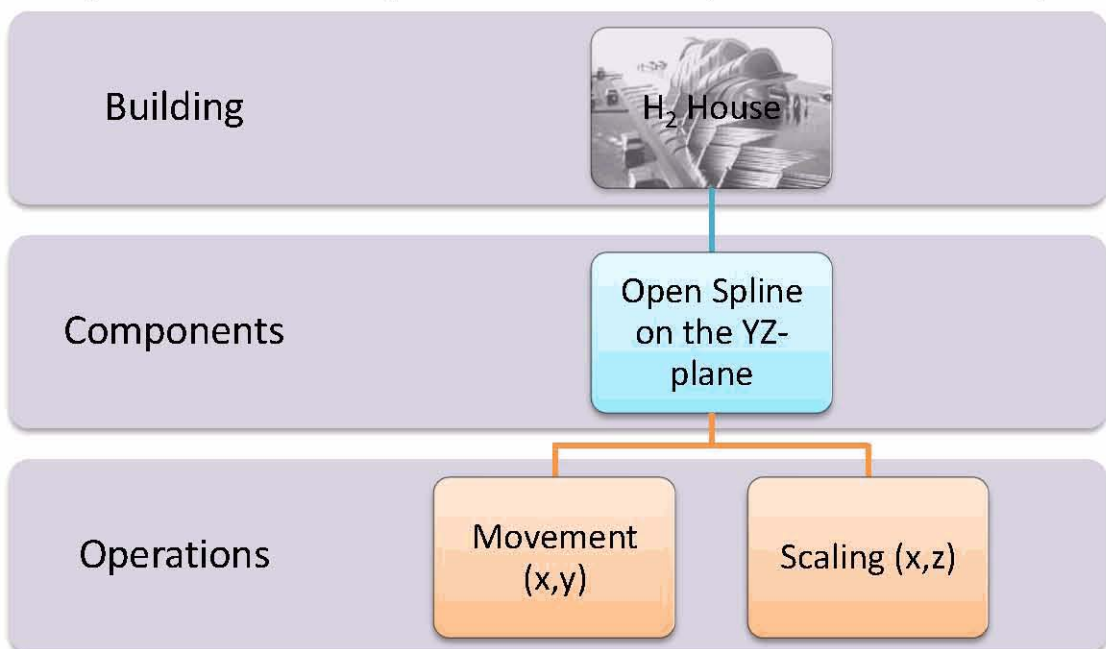 Building
H₂ House
Components
Open Spline
on the YZ-
plane
Operations
Movement
(x,y)
Scaling (x,z)